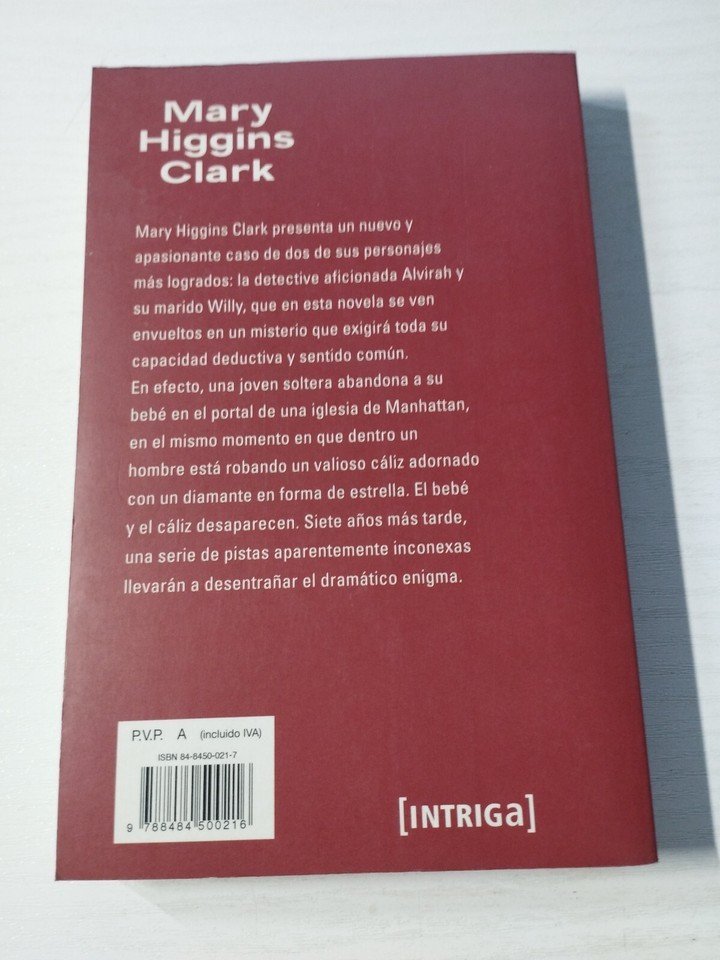 Mary
Higgins
Clark
Mary Higgins Clark presenta un nuevo y
apasionante caso de dos de sus personajes
más logrados: la detective aficionada Alvirah y
su marido Willy, que en esta novela se ven
envueltos en un misterio que exigirá toda su
capacidad deductiva y sentido común.
En efecto, una joven soltera abandona a su
bebé en el portal de una iglesia de Manhattan,
en el mismo momento en que dentro un
hombre está robando un valioso cáliz adornado
con un diamante en forma de estrella. El bebé
y el cáliz desaparecen. Siete años más tarde,
una serie de pistas aparentemente inconexas
llevarán a desentrañar el dramático enigma.
P.V.P. A (incluido IVA)
ISBN 84-8450-021-7
9 788484 500216
[INTRIGa]